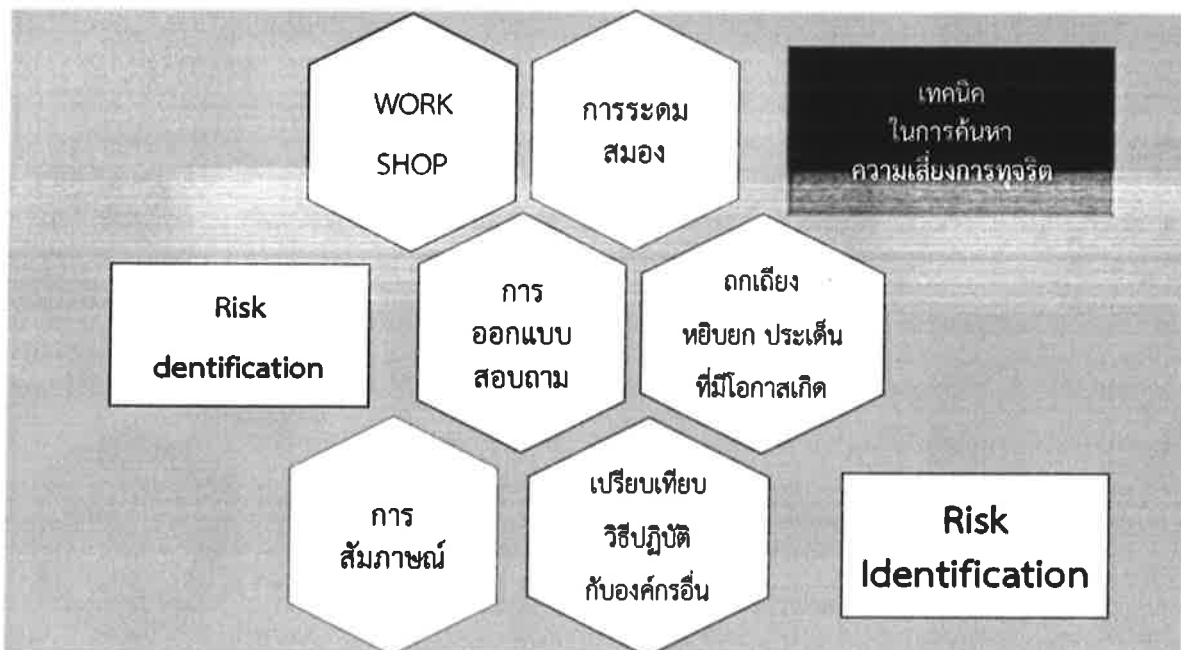 WORK
SHOP
การระดม
สมอง
เทคนิค
ในการค้นหา
ความเสี่ยงการทุจริต
Risk
dentification
การ
ออกแบบ
สอบถาม
ถกเถียง
หยิบยก ประเด็น
ที่มีโอกาสเกิด
การ
สัมภาษณ์
เปรียบเทียบ
วิธีปฏิบัติ
กับองค์กรอื่น
Risk
Identification